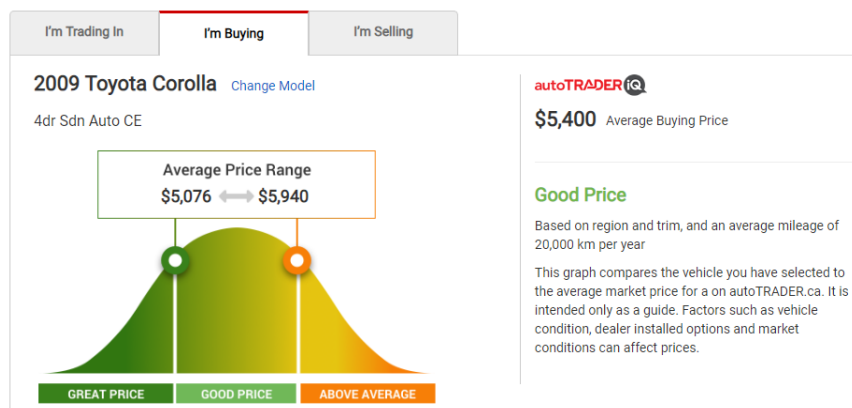 I'm Trading In
I'm Buying
I'm Selling
2009 Toyota Corolla Change Model
4dr Sdn Auto CE
Average Price Range
$5,076 $5,940
GREAT PRICE
GOOD PRICE
ABOVE AVERAGE
autoTRADER iQ
$5,400 Average Buying Price
Good Price
Based on region and trim, and an average mileage of
20,000 km per year
This graph compares the vehicle you have selected to
the average market price for a on autoTRADER.ca. It is
intended only as a guide. Factors such as vehicle
condition, dealer installed options and market
conditions can affect prices.